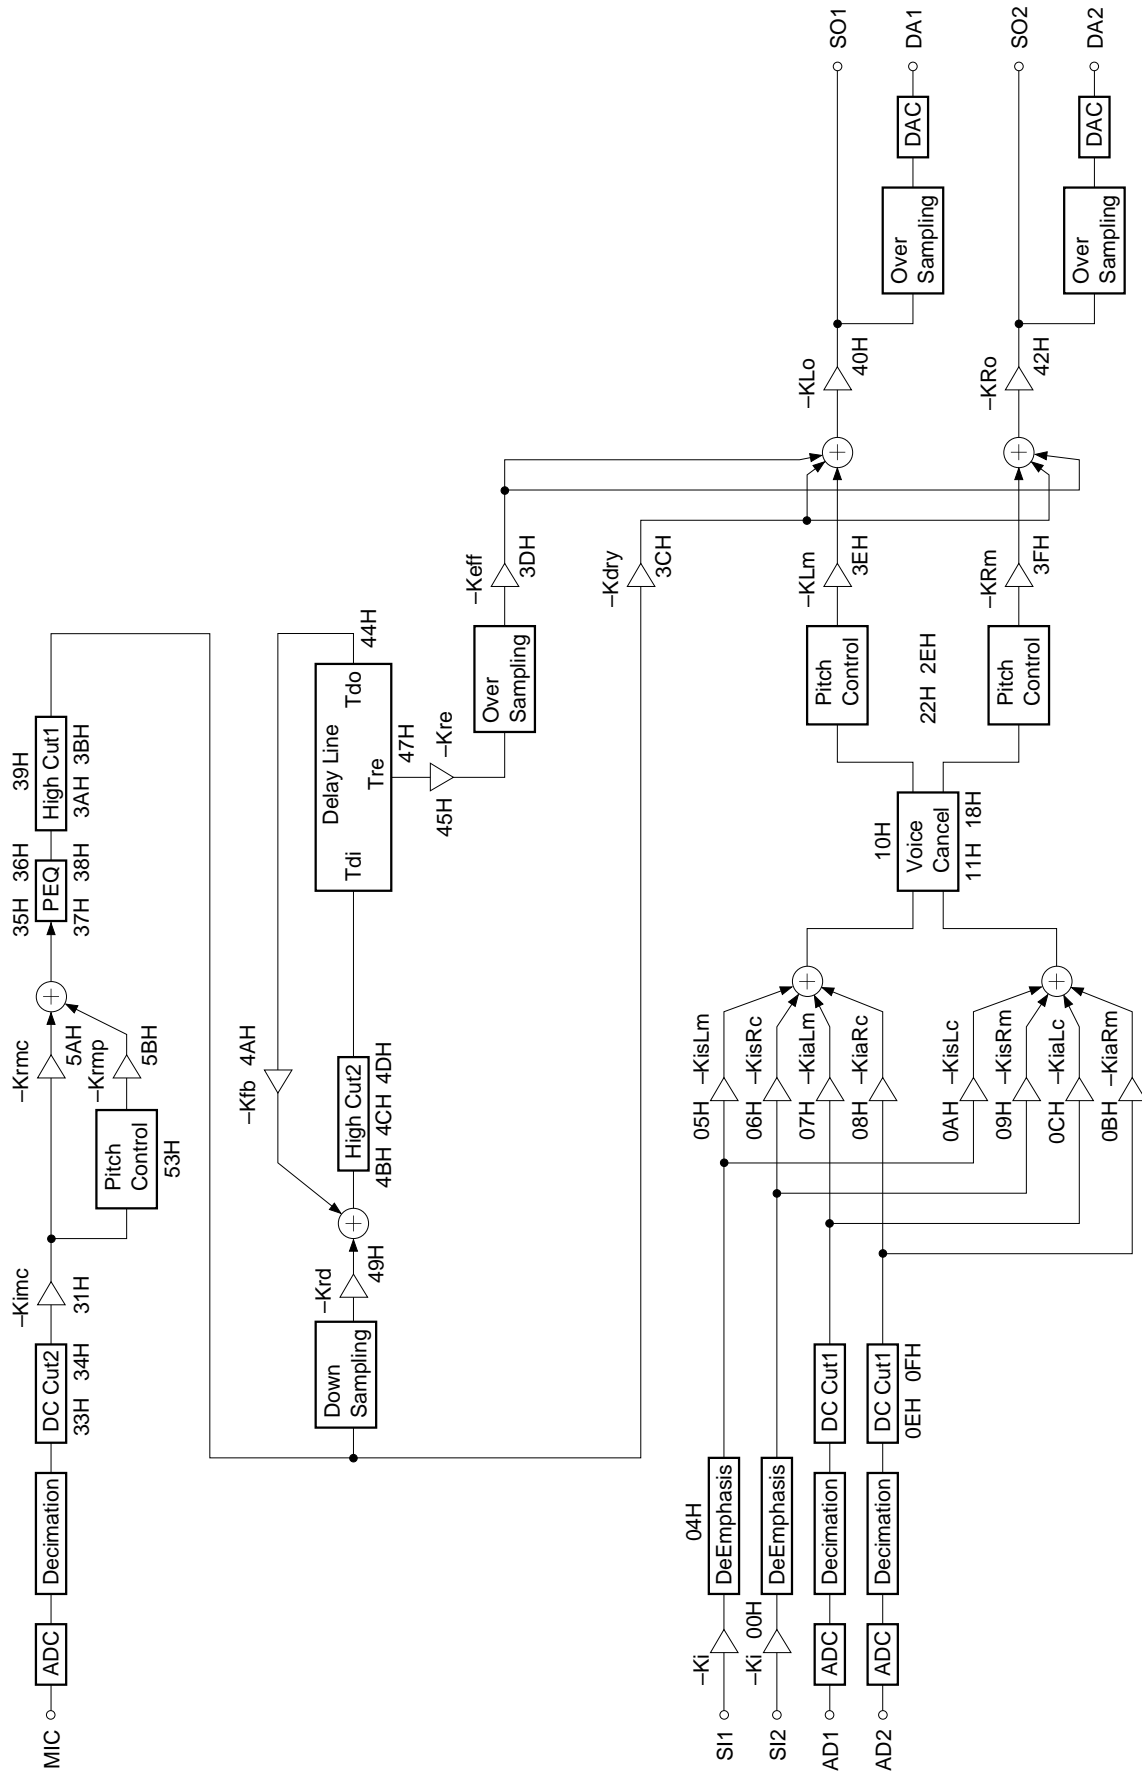 MIC
ADC
Decimation
DC Cut2
33H 34H
–Kimc
31H
Pitch
Control
53H
–Krmc
5AH
–Krmp
5BH
35H 36H
PEQ
37H 38H
39H
High Cut1
3AH 3BH
Down
Sampling
–Krd
49H
–Kfb 4AH
High Cut2
4BH 4CH 4DH
Tdi
Delay Line
Tre
Tdo
44H
47H
45H
–Kre
Over
Sampling
–Keff
3DH
–Kdry
3CH
SI1
–Ki
04H
DeEmphasis
SI2
–Ki 00H
DeEmphasis
AD1
ADC
Decimation
DC Cut1
AD2
ADC
Decimation
DC Cut1
0EH 0FH
05H –KisLm
06H –KisRc
07H –KiaLm
08H –KiaRc
0AH –KisLc
09H –KisRm
0CH –KiaLc
0BH –KiaRm
10H
Voice
Cancel
11H 18H
Pitch
Control
22H 2EH
Pitch
Control
–KLm
3EH
–KRm
3FH
–KLo
40H
–KRo
42H
SO1
Over
Sampling
DAC
DA1
SO2
Over
Sampling
DAC
DA2